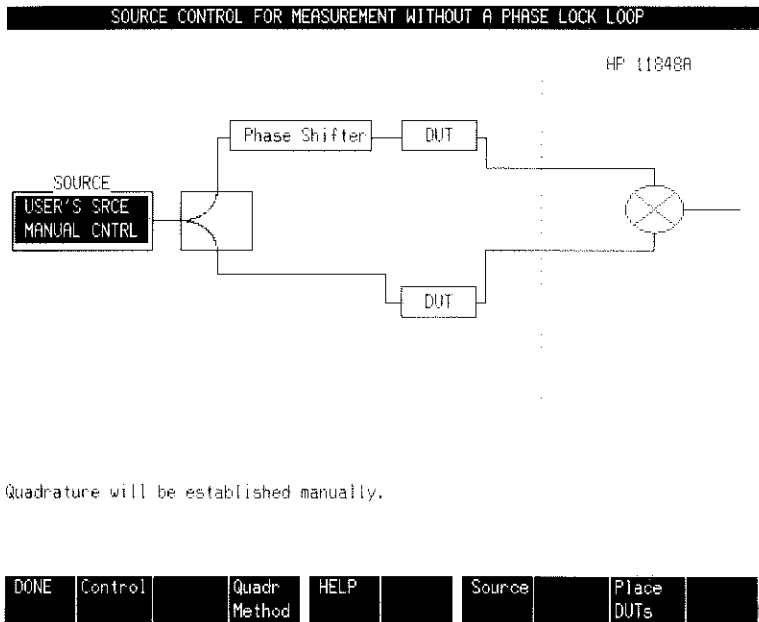 SOURCE CONTROL FOR MEASUREMENT WITHOUT A PHASE LOCK LOOP
HP 11848A
Phase Shifter
DUT
SOURCE
USER'S SRCE
MANUAL CNTRL
DUT
Quadrature will be established manually.
DONE Control Quadr Method HELP Source Place DUTs